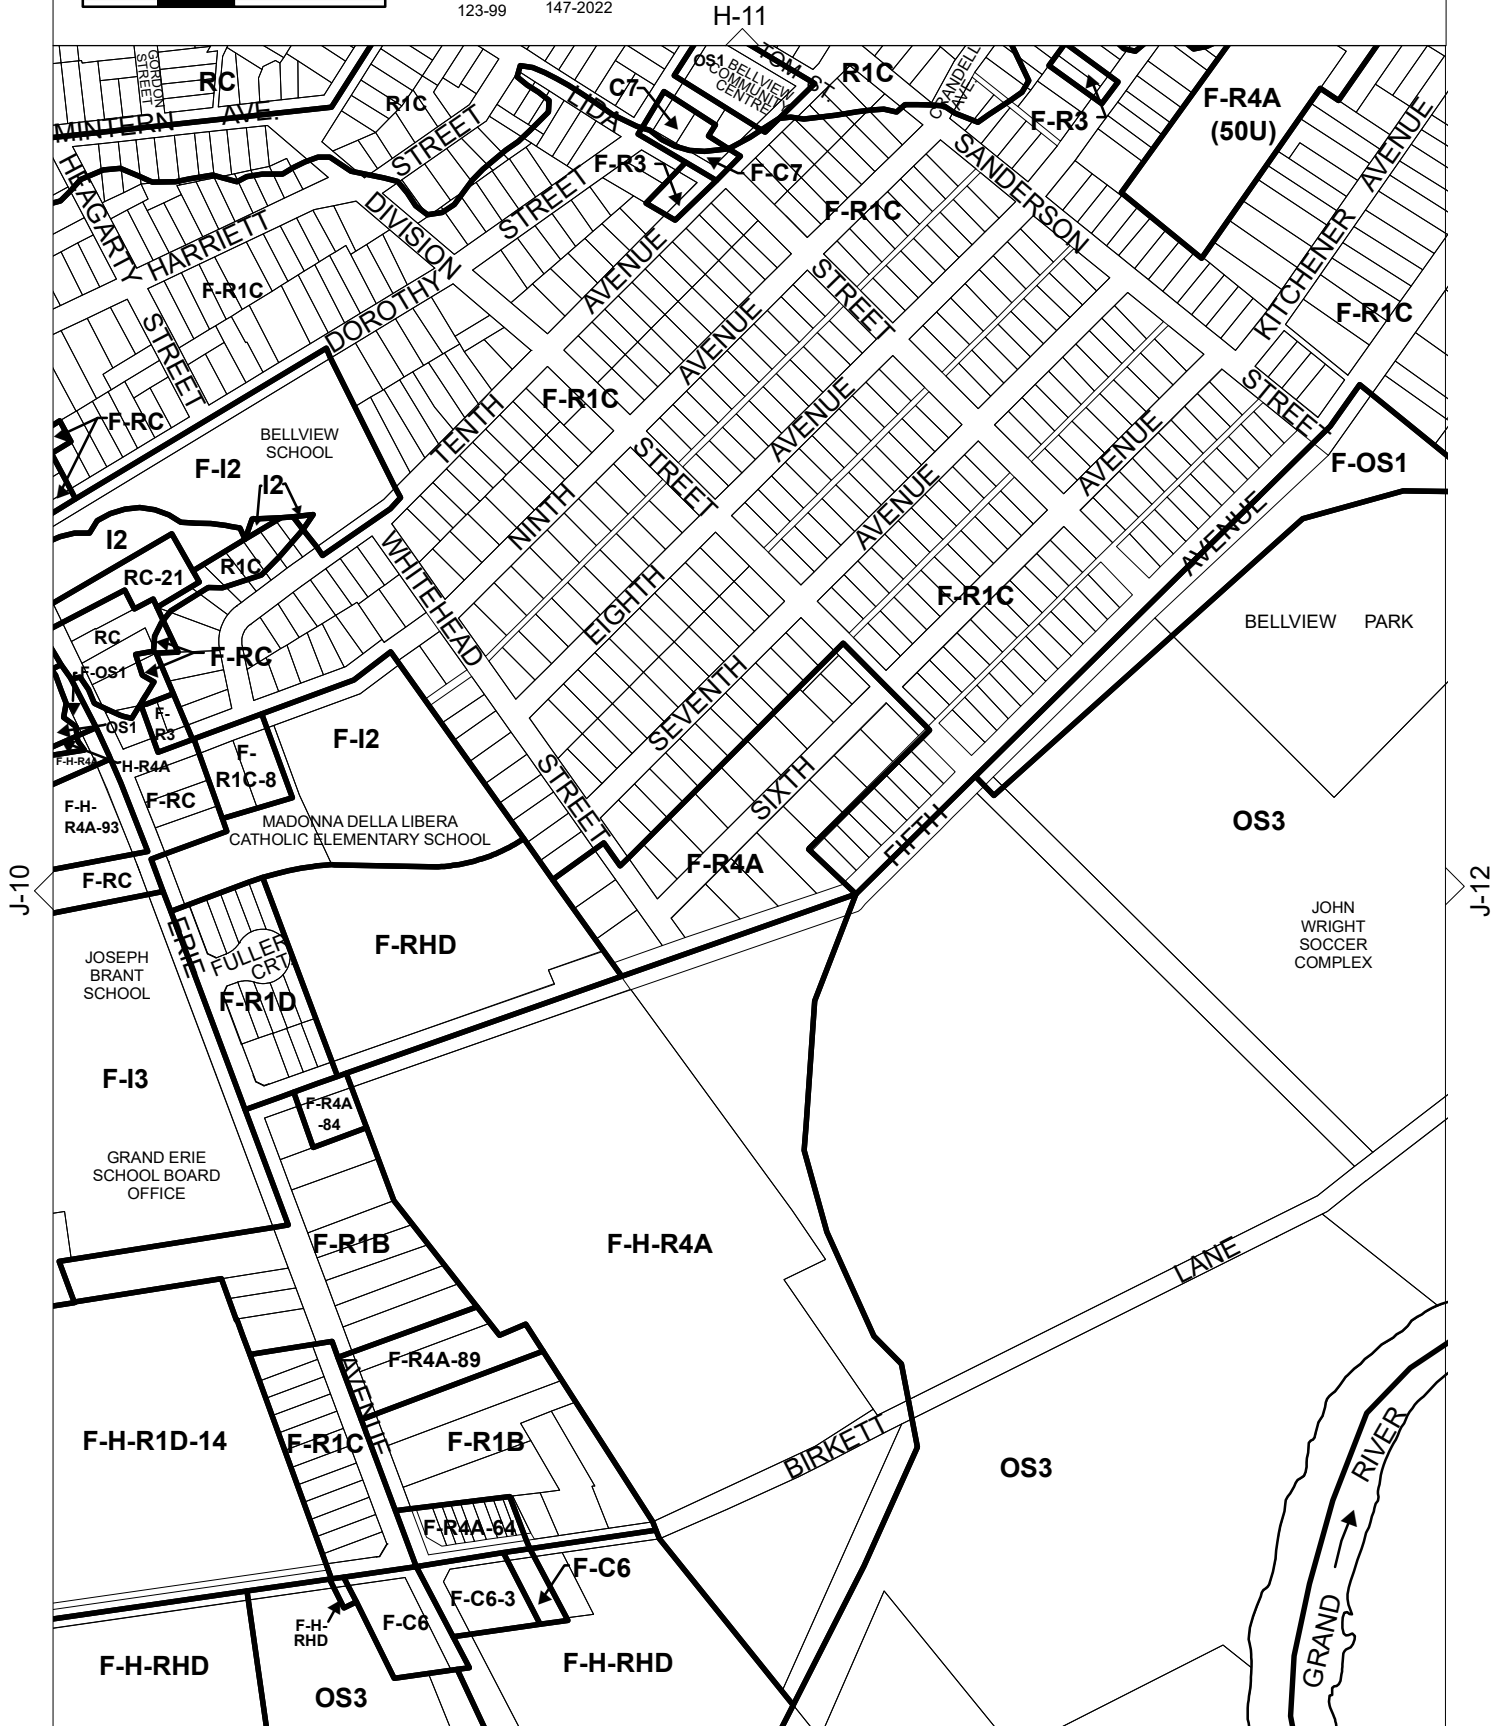 123-99 147-2022
H-11
GORDON
STREET
RC
R1C
OS1
BELLVIEW
COMMUNITY
CENTRE
TOM ST.
R1C
CRANDELL
AVE.
F-R3
F-R4A
(50U)
C7
LIDA
MINTERN AVE.
STREET
F-R3
F-C7
HEAGARTY
STREET
HARRIETT
DIVISION
STREET
SANDERSON
STREET
KITCHENER AVENUE
F-R1C
F-R1C
F-R1C
DOROTHY
AVENUE
STREET
AVENUE
F-RC
F-R1C
TENTH
BELLVIEW
SCHOOL
F-I2
I2
STREET
AVENUE
AVENUE
F-OS1
NINTH
AVENUE
AVENUE
I2
RC-21
R1C
WHITEHEAD
STREET
EIGHTH
F-R1C
BELLVIEW PARK
RC
F-RC
F-OS1
OS1
F-
R3
F-H-R4A
H-R4A
F-I2
F-
R1C-8
SEVENTH
SIXTH
F-H-
R4A-93
F-RC
MADONNA DELLA LIBERA
CATHOLIC ELEMENTARY SCHOOL
F-R4A
FIFTH
OS3
J-10
F-RC
J-12
ERIE
FULLER
CRT.
F-RHD
JOHN
WRIGHT
SOCCER
COMPLEX
JOSEPH
BRANT
SCHOOL
F-R1D
F-I3
F-R4A
-84
GRAND ERIE
SCHOOL BOARD
OFFICE
F-R1B
F-H-R4A
LANE
F-R4A-89
AVENUE
F-H-R1D-14
F-R1C
F-R1B
BIRKETT
OS3
RIVER
F-R4A-64
F-C6
F-C6-3
F-H-
RHD
F-C6
GRAND
F-H-RHD
F-H-RHD
OS3